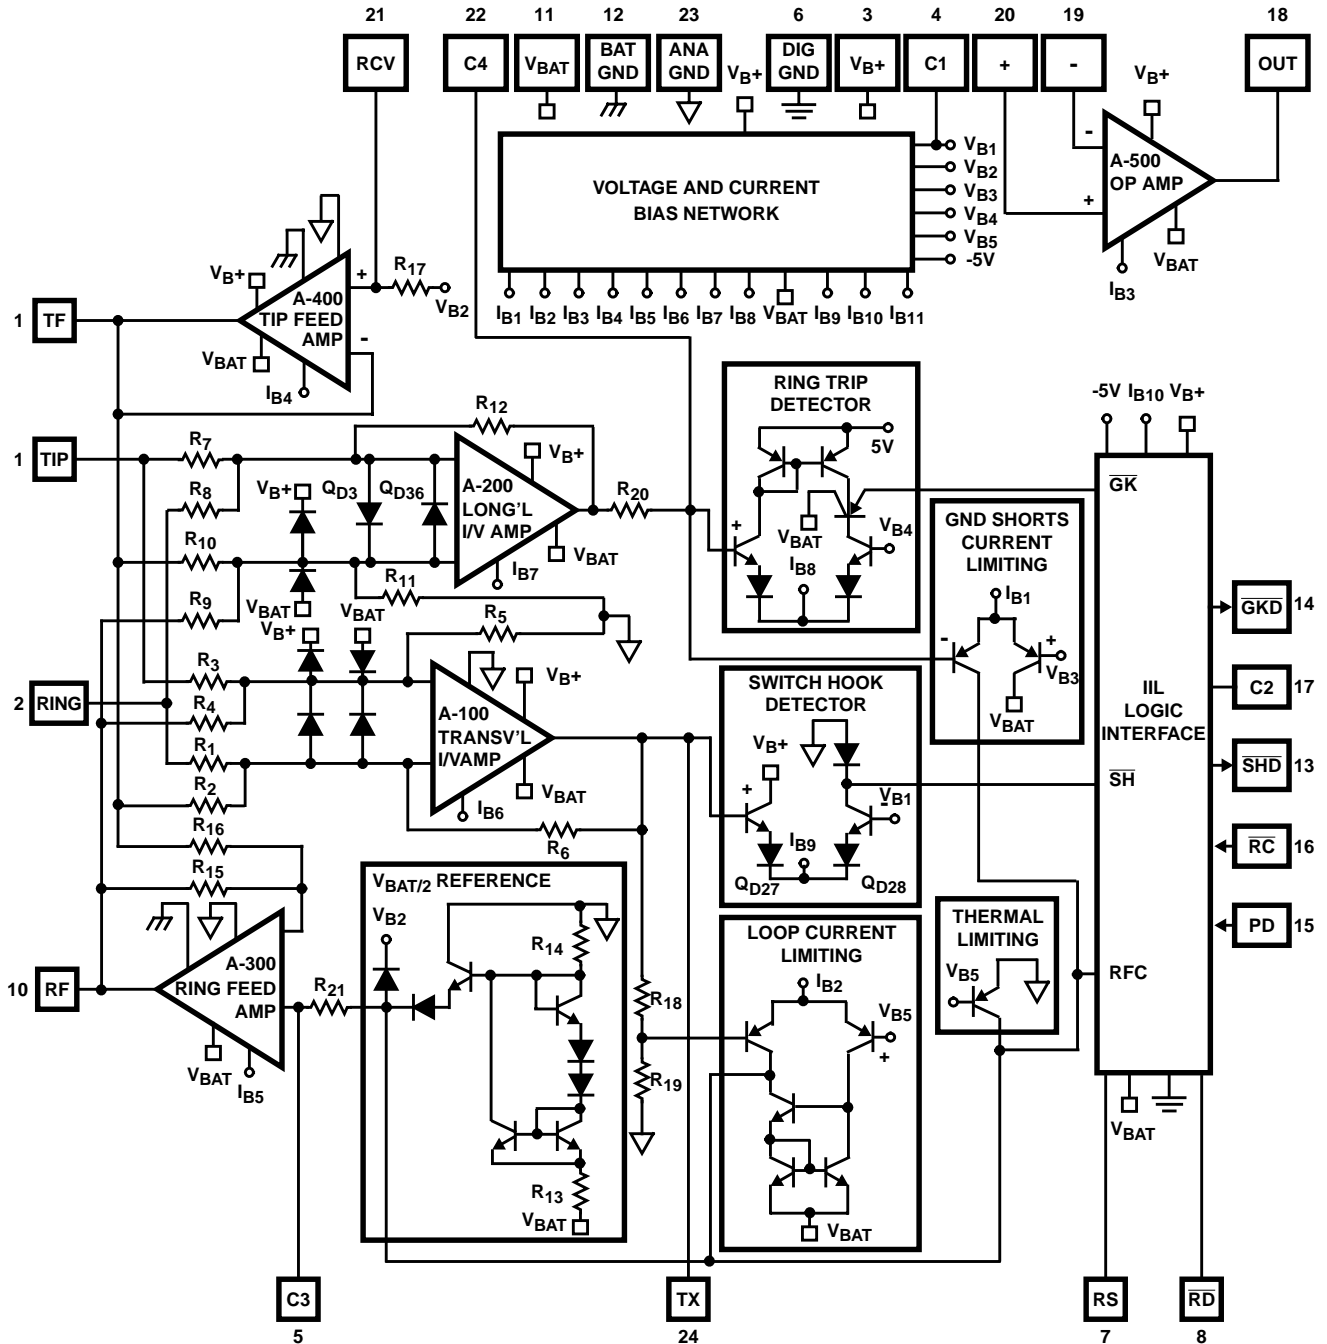 21 22 11 12 23 6 3 4 20 19 18
RCV
C4
VBAT
BAT
GND
ANA
GND
VB+
DIG
GND
VB+
C1
+
-
VB+
OUT
VOLTAGE AND CURRENT
BIAS NETWORK
VB1
VB2
VB3
VB4
VB5
-5V
-
A-500
OP AMP
+
VBAT
IB3
IB1 IB2 IB3 IB4 IB5 IB6 IB7 IB8 VBAT IB9 IB10 IB11
VB+
A-400
TIP FEED
AMP
+
-
R17
VB2
1 TF
VBAT
IB4
RING TRIP
DETECTOR
5V
+
VBAT
VB4
IB8
-5V IB10 VB+
1 TIP
R7
R8
R10
R9
R12
VB+
QD3
QD36
A-200
LONG'L
I/V AMP
VB+
VBAT
IB7
R20
R11
VBAT
VB+
VBAT
R5
GK
GND SHORTS
CURRENT
LIMITING
IB1
-
+
VB3
VBAT
IIL
LOGIC
INTERFACE
GKD 14
C2 17
SHD 13
RC 16
PD 15
2 RING
R3
R4
R1
R2
R16
R15
A-100
TRANSV'L
I/VAMP
VB+
VBAT
IB6
R6
SWITCH HOOK
DETECTOR
VB+
+
VB1
-
IB9
QD27
QD28
SH
VBAT/2 REFERENCE
VB2
R14
R13
VBAT
10 RF
A-300
RING FEED
AMP
R21
VBAT
IB5
R18
R19
LOOP CURRENT
LIMITING
IB2
VB5
+
VBAT
THERMAL
LIMITING
VB5
RFC
VBAT
C3
5
TX
24
RS
7
RD
8